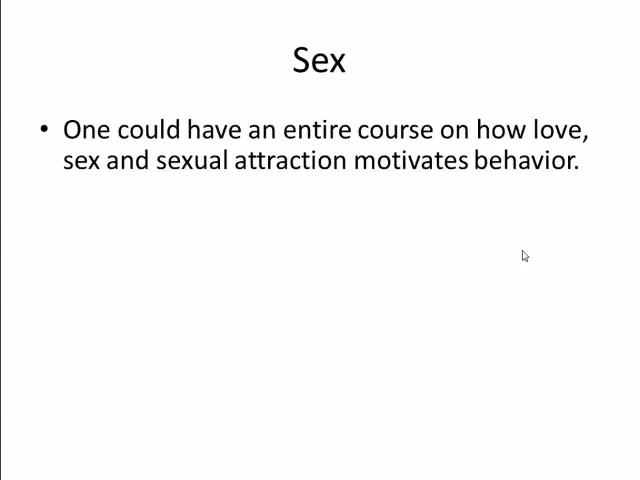 Sex
• One could have an entire course on how love,
sex and sexual attraction motivates behavior.